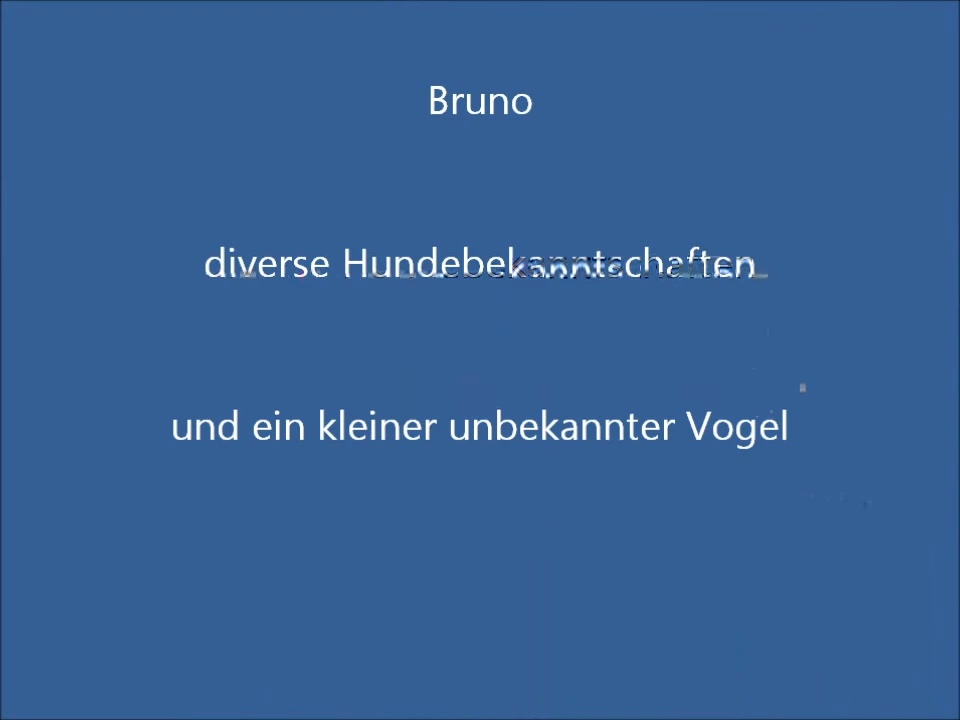 Bruno
diverse Hundebekanntschaften
und ein kleiner unbekannter Vogel